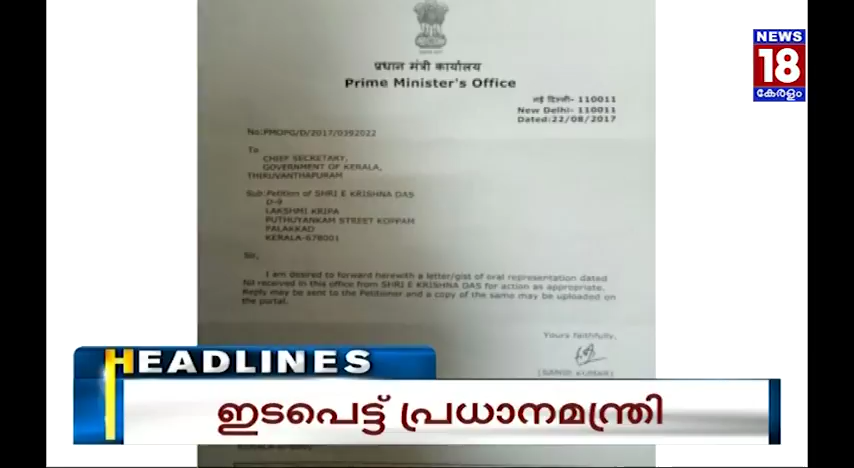 प्रधान मंत्री कार्यालय
Prime Minister's Office
नई दिल्ली- 110011
New Delhi- 110011
Dated:22/08/2017
No:PMOPG/D/2017/0392022
To
CHIEF SECRETARY,
GOVERNMENT OF KERALA,
THIRUVANTHAPURAM
Sub:Petition of SHRI E KRISHNA DAS
D-9
LAKSHMI KRIPA
PUTHUYANKAM STREET KOPPAM
PALAKKAD
KERALA-678001
Sir,
I am desired to forward herewith a letter/gist of oral representation dated
Nil received in this office from SHRI E KRISHNA DAS for action as appropriate.
Reply may be sent to the Petitioner and a copy of the same may be uploaded on
the portal.
Yours faithfully,
NEWS
18
കേരളം
HEADLINES
ഇടപെട്ട് പ്രധാനമന്ത്രി